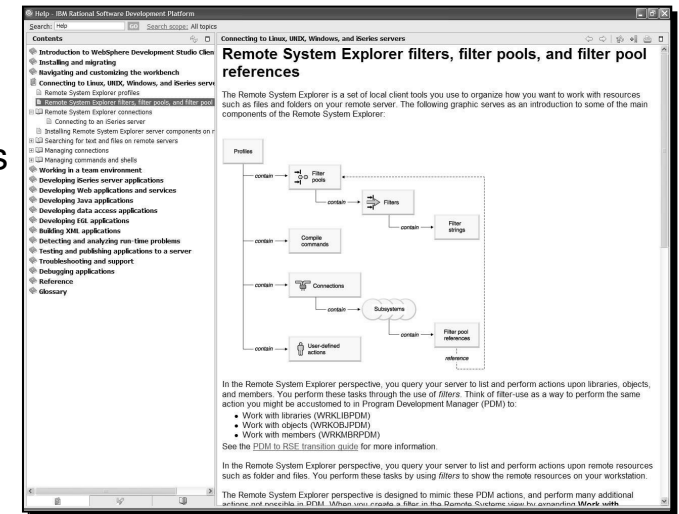 Help - IBM Rational Software Development Platform
Search: Help GO Search scope: All topics
Contents
Introduction to WebSphere Development Studio Clien
Installing and migrating
Navigating and customizing the workbench
Connecting to Linux, UNIX, Windows, and iSeries serve
Remote System Explorer profiles
Remote System Explorer filters, filter pools, and filter pool
Remote System Explorer connections
Connecting to an iSeries server
Installing Remote System Explorer server components on r
Searching for text and files on remote servers
Managing connections
Managing commands and shells
Working in a team environment
Developing iSeries server applications
Developing Web applications and services
Developing Java applications
Developing data access applications
Developing EGL applications
Building XML applications
Detecting and analyzing run-time problems
Testing and publishing applications to a server
Troubleshooting and support
Debugging applications
Reference
Glossary
s
Connecting to Linux, UNIX, Windows, and iSeries servers
Remote System Explorer filters, filter pools, and filter pool
references
The Remote System Explorer is a set of local client tools you use to organize how you want to work with resources
such as files and folders on your remote server. The following graphic serves as an introduction to some of the main
components of the Remote System Explorer:
Profiles
contain
Filter
pools
contain
Filters
contain
Filter
strings
contain
Compile
commands
contain
Connections
contain
Subsystems
contain
Filter pool
references
reference
contain
User-defined
actions
In the Remote System Explorer perspective, you query your server to list and perform actions upon libraries, objects,
and members. You perform these tasks through the use of filters. Think of filter-use as a way to perform the same
action you might be accustomed to in Program Development Manager (PDM) to:
• Work with libraries (WRKLIBPDM)
• Work with objects (WRKOBJPDM)
• Work with members (WRKMBRPDM)
See the PDM to RSE transition guide for more information.
In the Remote System Explorer perspective, you query your server to list and perform actions upon remote resources
such as folder and files. You perform these tasks by using filters to show the remote resources on your workstation.
The Remote System Explorer perspective is designed to mimic these PDM actions, and perform many additional
actions not possible in PDM. When you create a filter in the Remote Systems view by expanding Work with